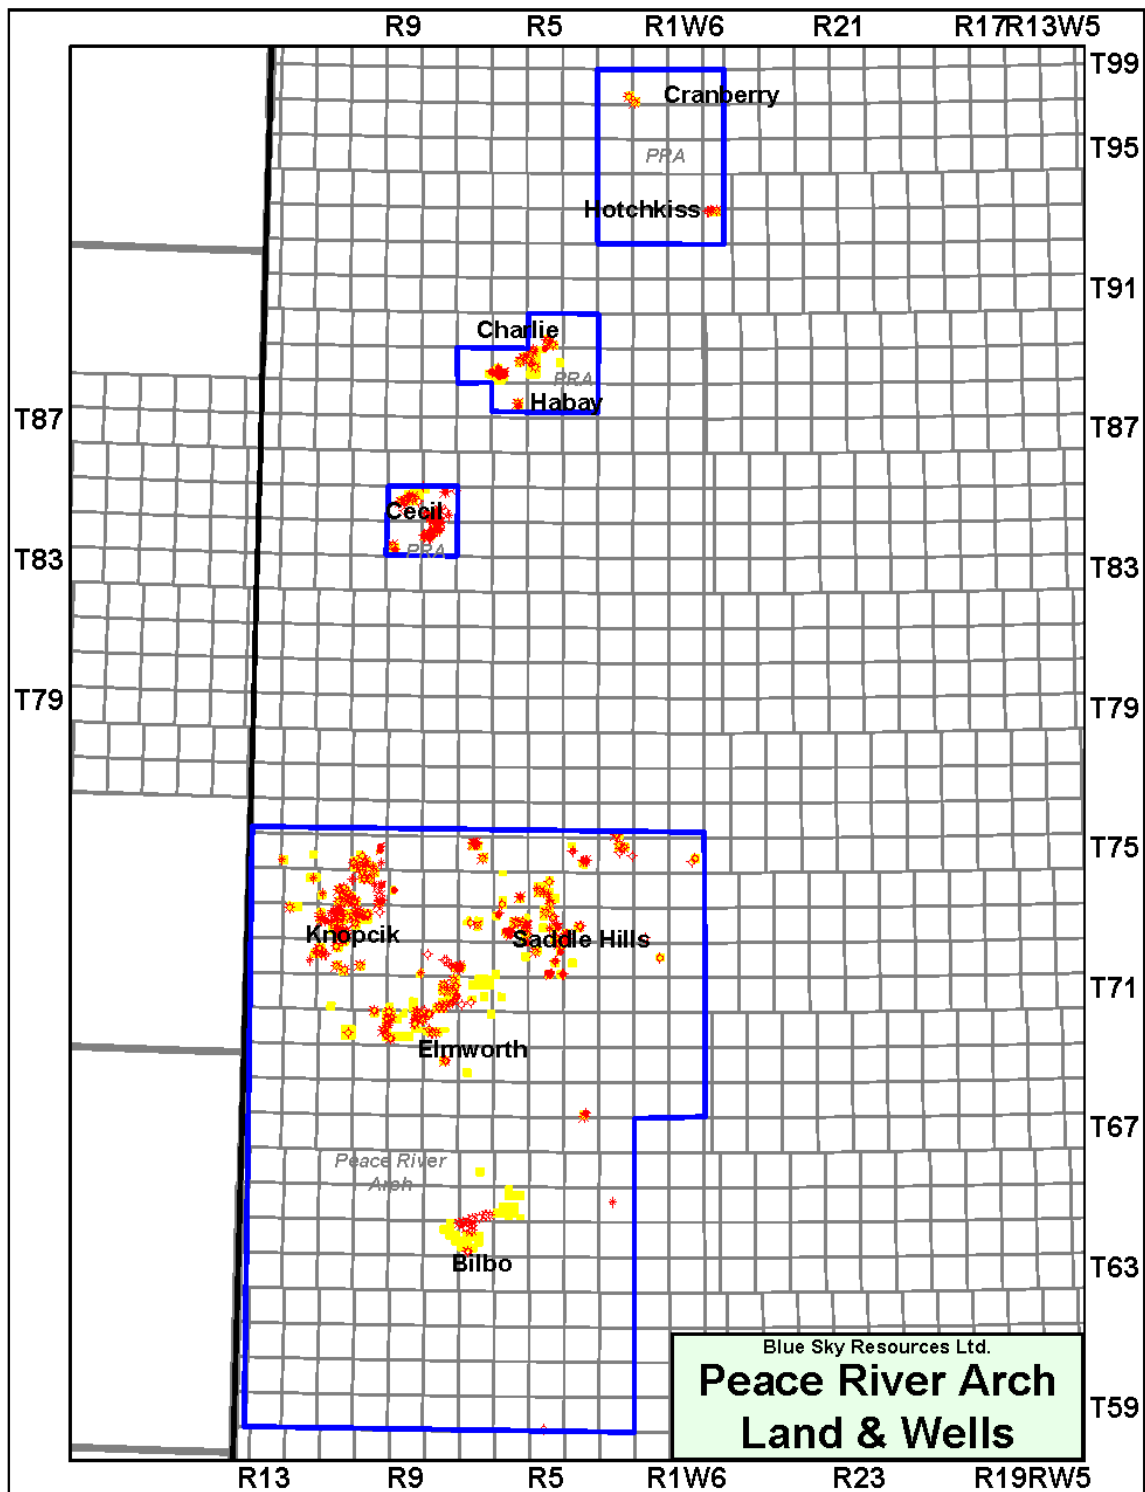 R9 R5 R1W6 R21 R17 R13W5
T99
Cranberry
T95
PRA
Hotchkiss
T91
Charlie
PRA
Habay
T87 T87
Cecil
PRA
T83 T83
T79 T79
T75
Knopcik Saddle Hills
T71
Elmworth
T67
Peace River
Arch
Bilbo
T63
Blue Sky Resources Ltd.
Peace River Arch
Land & Wells
T59
R13 R9 R5 R1W6 R23 R19RW5